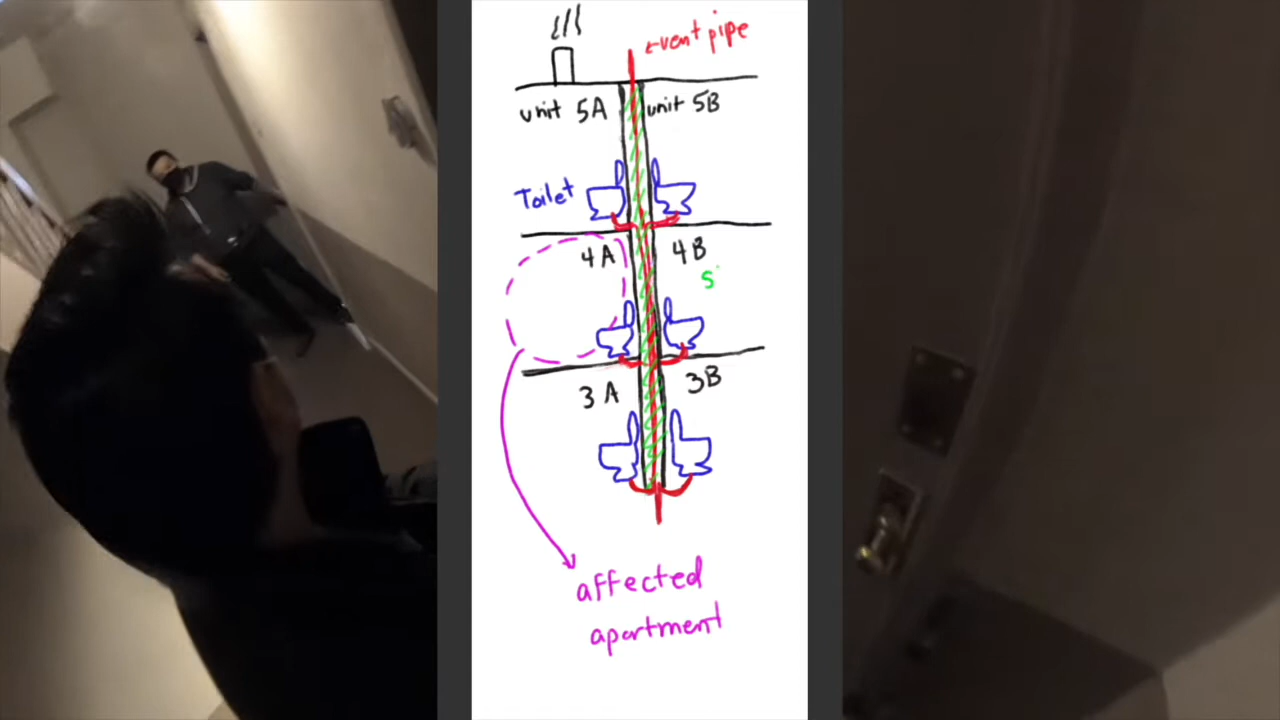 ←vent pipe
unit 5A
unit 5B
Toilet
4A
4B
S
3A
3B
affected
apartment